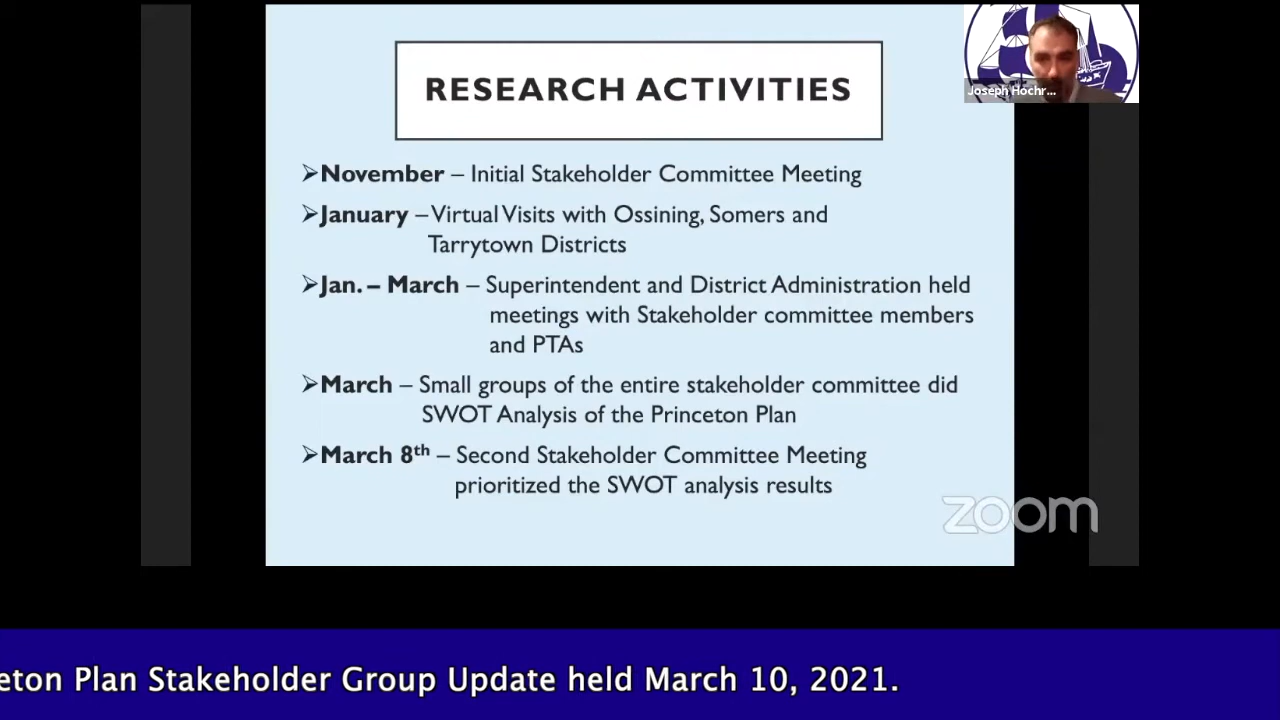 RESEARCH ACTIVITIES
Joseph Hochr...
➢November – Initial Stakeholder Committee Meeting
➢January – Virtual Visits with Ossining, Somers and
Tarrytown Districts
➢Jan. – March – Superintendent and District Administration held
meetings with Stakeholder committee members
and PTAs
➢March – Small groups of the entire stakeholder committee did
SWOT Analysis of the Princeton Plan
➢March 8th – Second Stakeholder Committee Meeting
prioritized the SWOT analysis results
zoom
eton Plan Stakeholder Group Update held March 10, 2021.